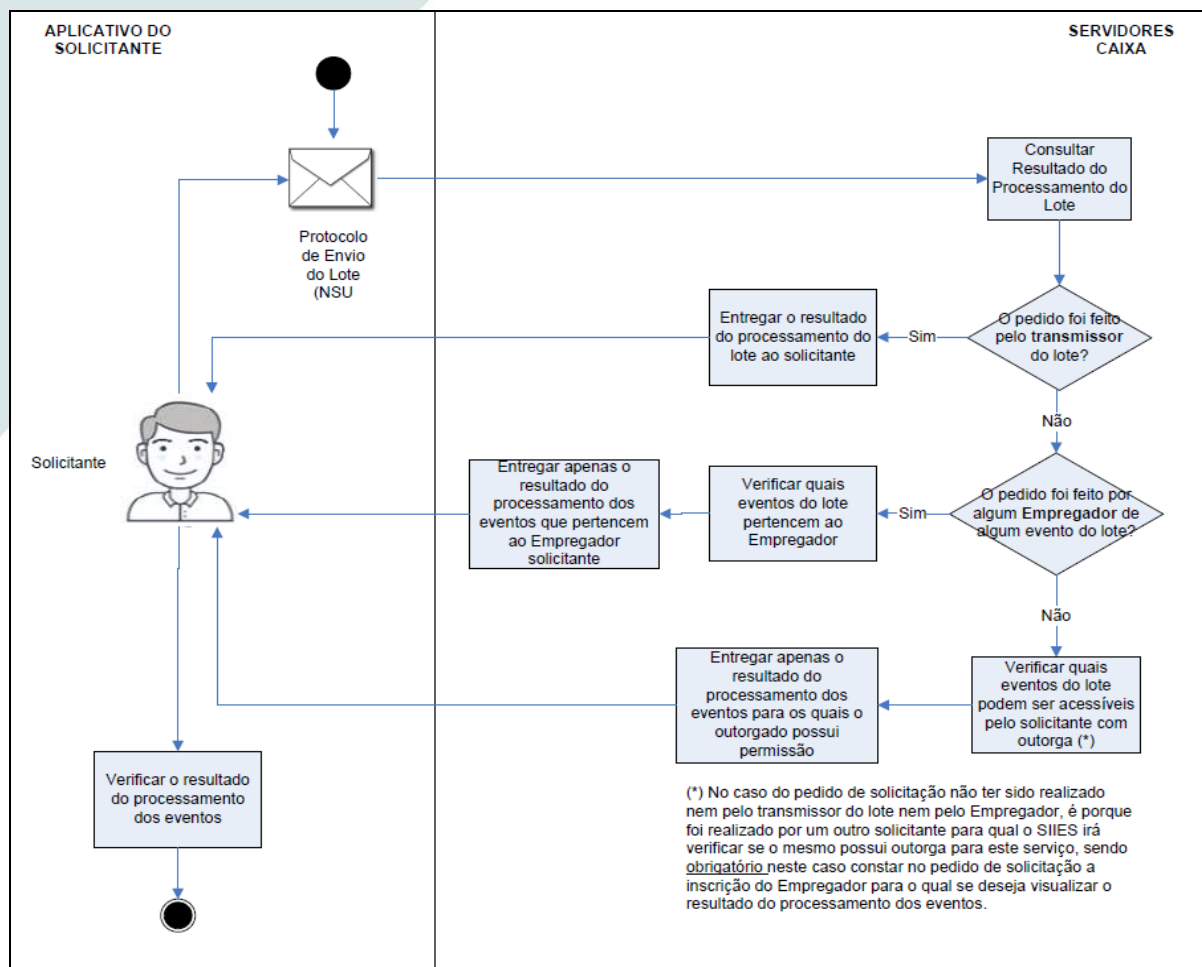 APLICATIVO DO
SOLICITANTE
SERVIDORES
CAIXA
Protocolo
de Envio
do Lote
(NSU
Consultar
Resultado do
Processamento do
Lote
O pedido foi feito
pelo transmissor
do lote?
Sim
Entregar o resultado
do processamento do
lote ao solicitante
Não
Solicitante
O pedido foi feito por
algum Empregador de
algum evento do lote?
Sim
Verificar quais
eventos do lote
pertencem ao
Empregador
Entregar apenas o
resultado do
processamento dos
eventos que pertencem
ao Empregador
solicitante
Não
Verificar quais
eventos do lote
podem ser acessíveis
pelo solicitante com
outorga (*)
Entregar apenas o
resultado do
processamento dos
eventos para os quais o
outorgado possui
permissão
Verificar o resultado
do processamento
dos eventos
(*) No caso do pedido de solicitação não ter sido realizado
nem pelo transmissor do lote nem pelo Empregador, é porque
foi realizado por um outro solicitante para qual o SIIES irá
verificar se o mesmo possui outorga para este serviço, sendo
obrigatório neste caso constar no pedido de solicitação a
inscrição do Empregador para o qual se deseja visualizar o
resultado do processamento dos eventos.